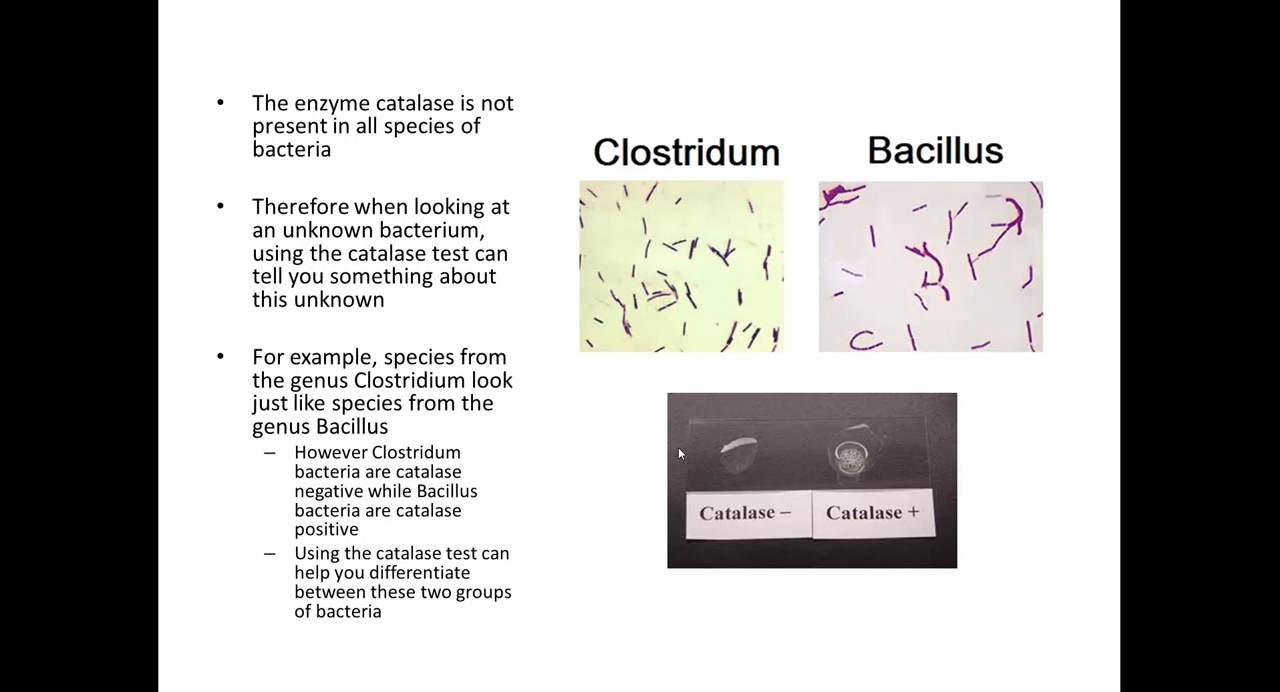 • The enzyme catalase is not
present in all species of
bacteria
• Therefore when looking at
an unknown bacterium,
using the catalase test can
tell you something about
this unknown
• For example, species from
the genus Clostridium look
just like species from the
genus Bacillus
– However Clostridum
bacteria are catalase
negative while Bacillus
bacteria are catalase
positive
– Using the catalase test can
help you differentiate
between these two groups
of bacteria
Clostridum
Bacillus
Catalase –
Catalase +